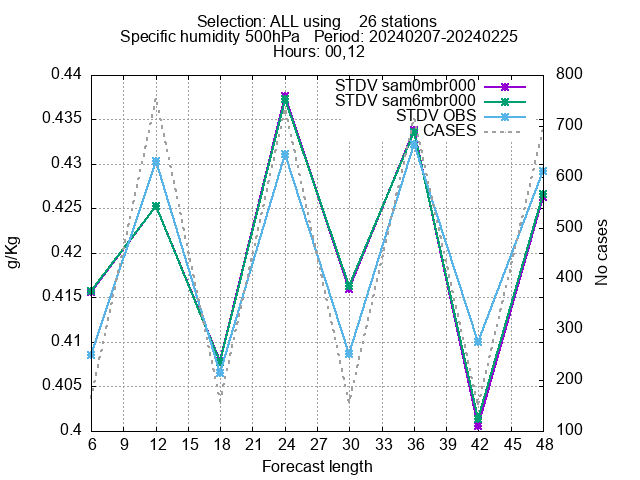 Selection: ALL using    26 stations
Specific humidity 500hPa   Period: 20240207-20240225
Hours: 00,12
STDV sam0mbr000
STDV sam6mbr000
STDV OBS
CASES
0.44
0.435
0.43
0.425
0.42
0.415
0.41
0.405
0.4
g/Kg
800
700
600
500
400
300
200
100
No cases
6 9 12 15 18 21 24 27 30 33 36 39 42 45 48
Forecast length